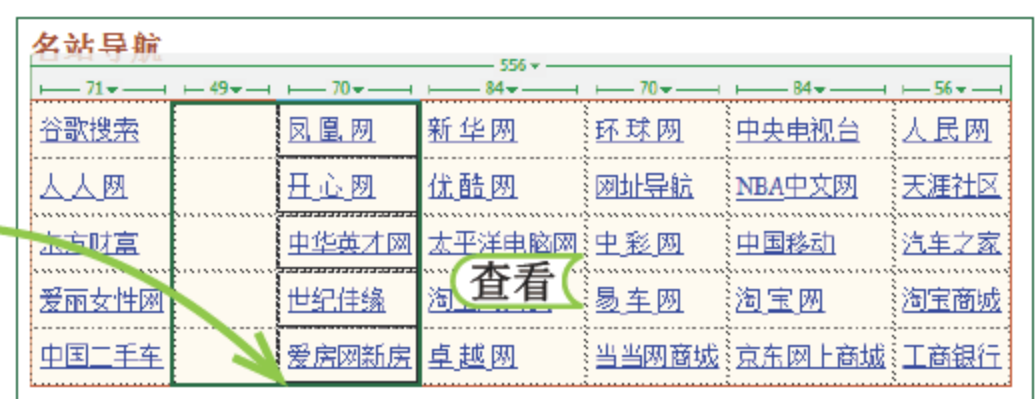 名站导航
556
71 49 70 84 70 84 56
谷歌搜索 凤凰网 新华网 环球网 中央电视台 人民网
人人网 开心网 优酷网 网址导航 NBA中文网 天涯社区
东方财富 中华英才网 太平洋电脑网 中彩网 中国移动 汽车之家
查看
爱丽女性网 世纪佳缘 淘 易车网 淘宝网 淘宝商城
中国二手车 爱房网新房 卓越网 当当网商城 京东网上商城 工商银行